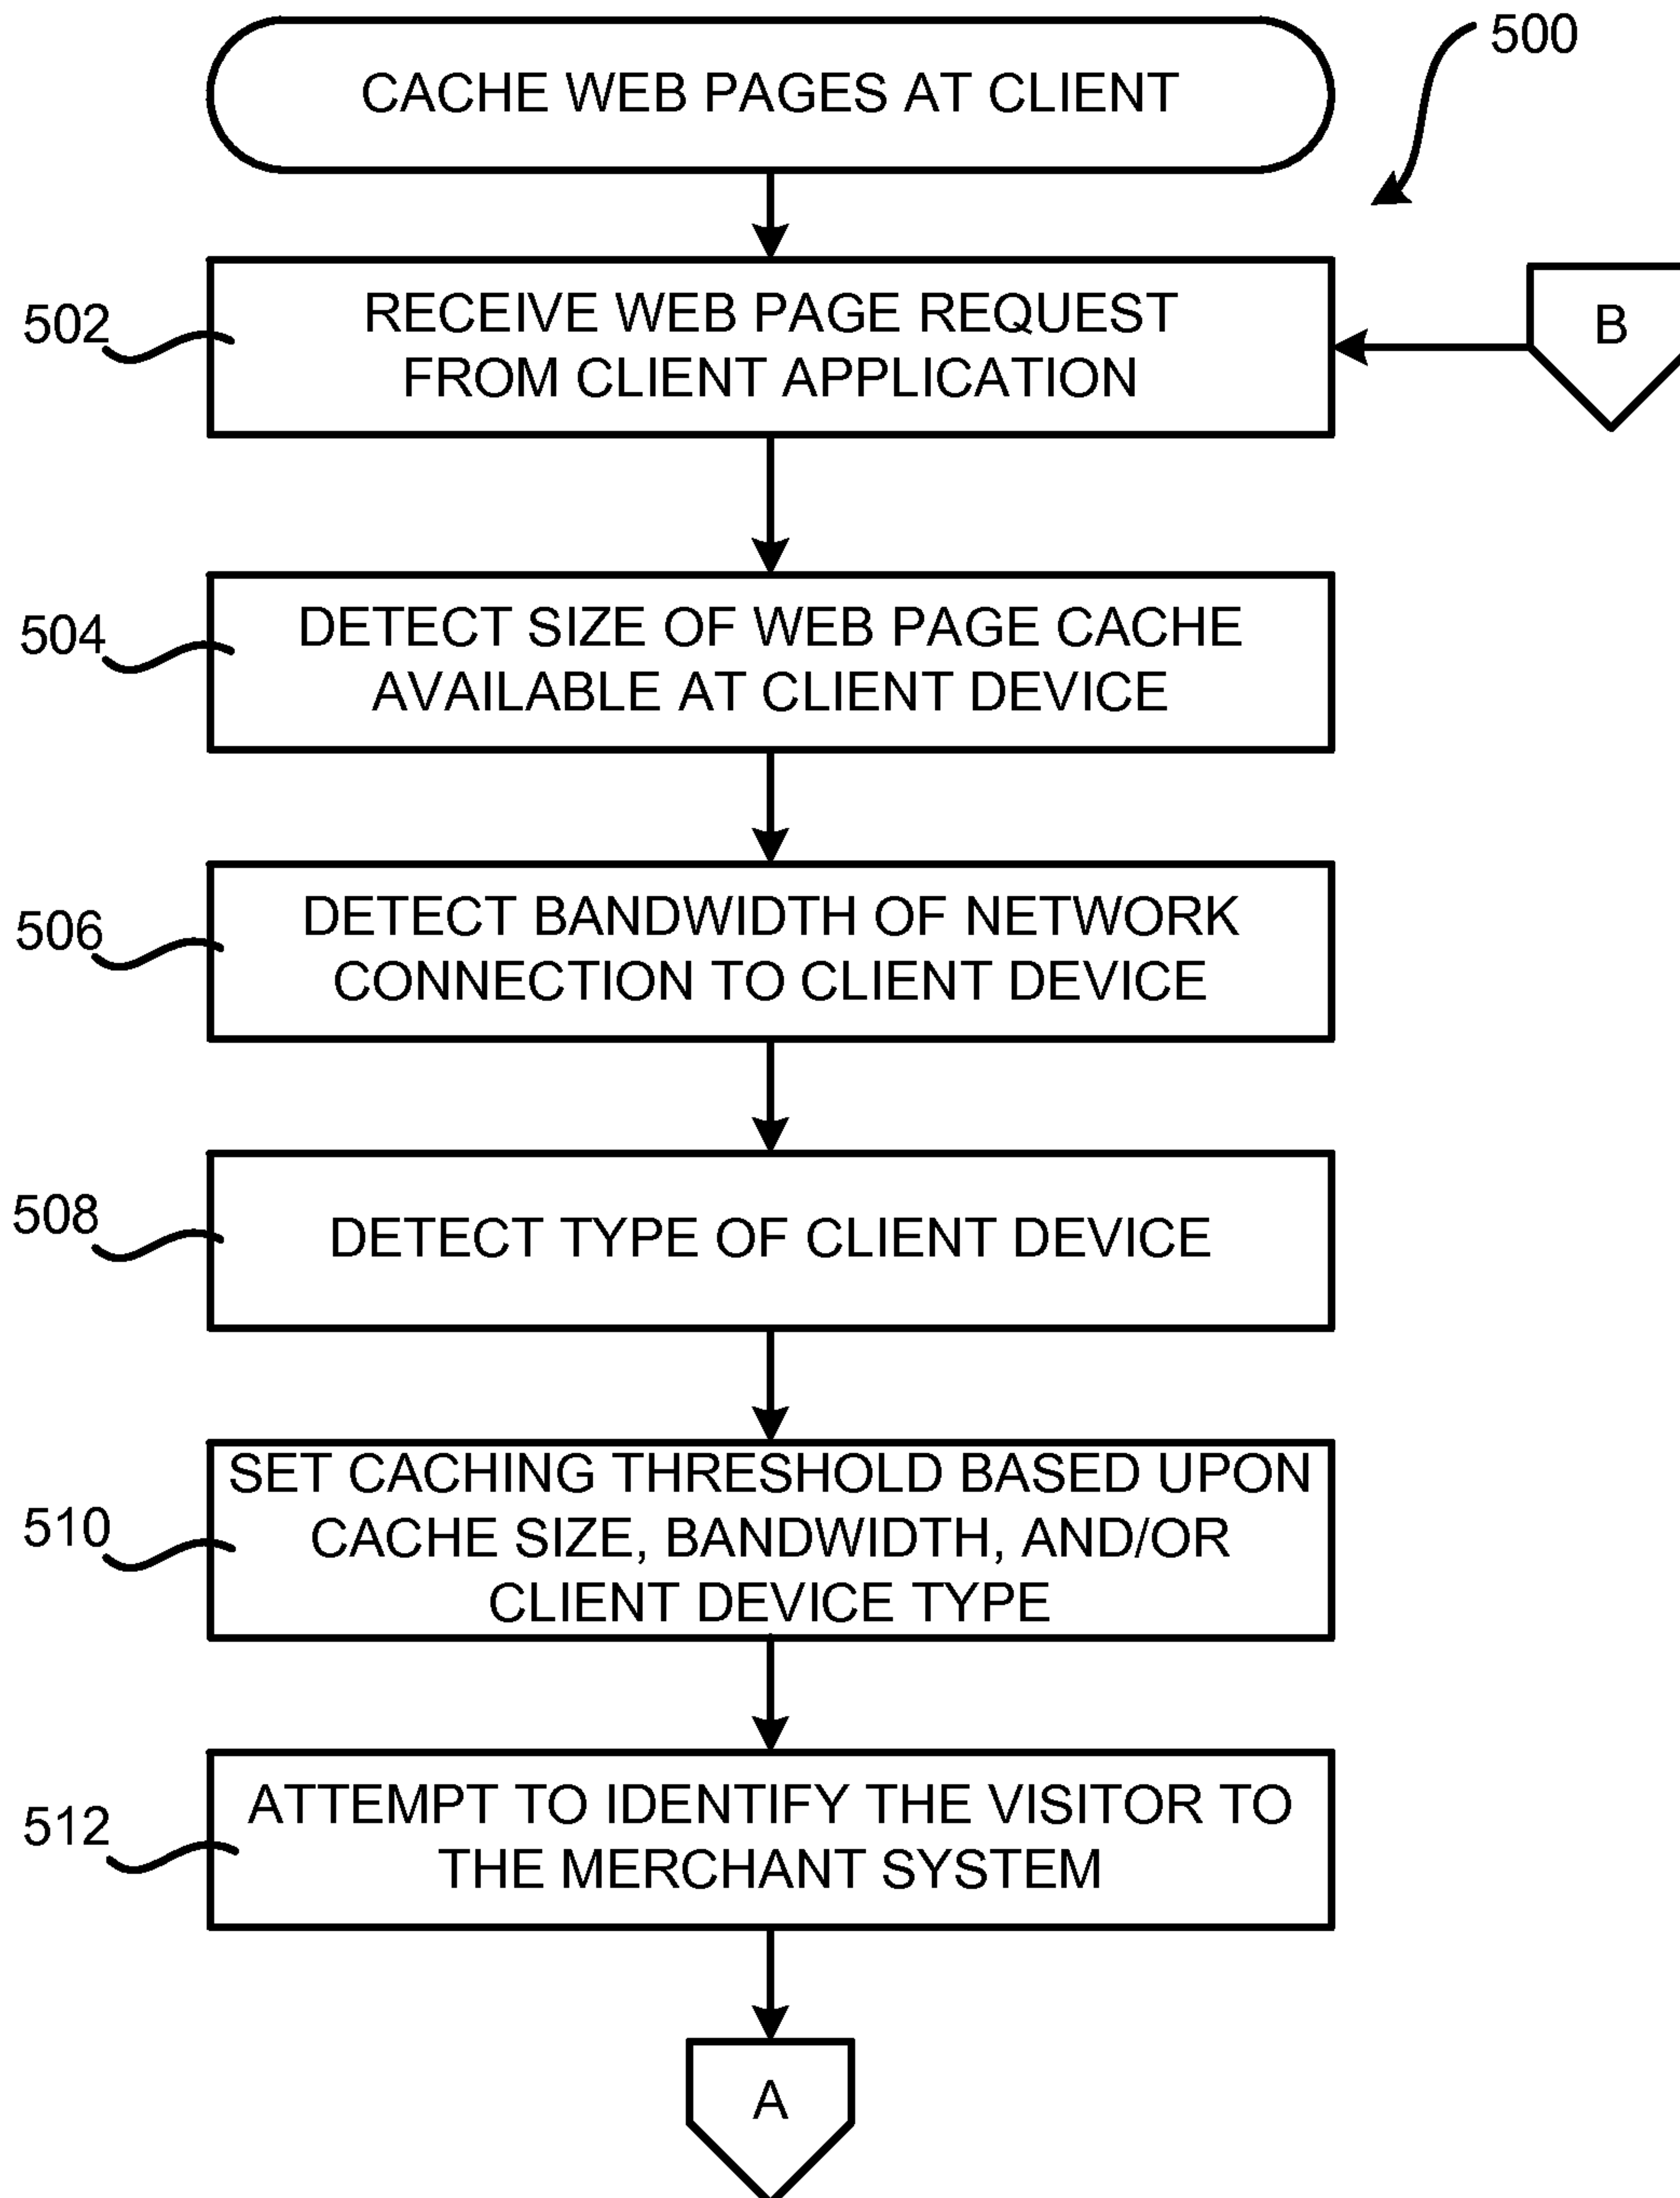 500
CACHE WEB PAGES AT CLIENT
502
RECEIVE WEB PAGE REQUEST
FROM CLIENT APPLICATION
B
504
DETECT SIZE OF WEB PAGE CACHE
AVAILABLE AT CLIENT DEVICE
506
DETECT BANDWIDTH OF NETWORK
CONNECTION TO CLIENT DEVICE
508
DETECT TYPE OF CLIENT DEVICE
510
SET CACHING THRESHOLD BASED UPON
CACHE SIZE, BANDWIDTH, AND/OR
CLIENT DEVICE TYPE
512
ATTEMPT TO IDENTIFY THE VISITOR TO
THE MERCHANT SYSTEM
A